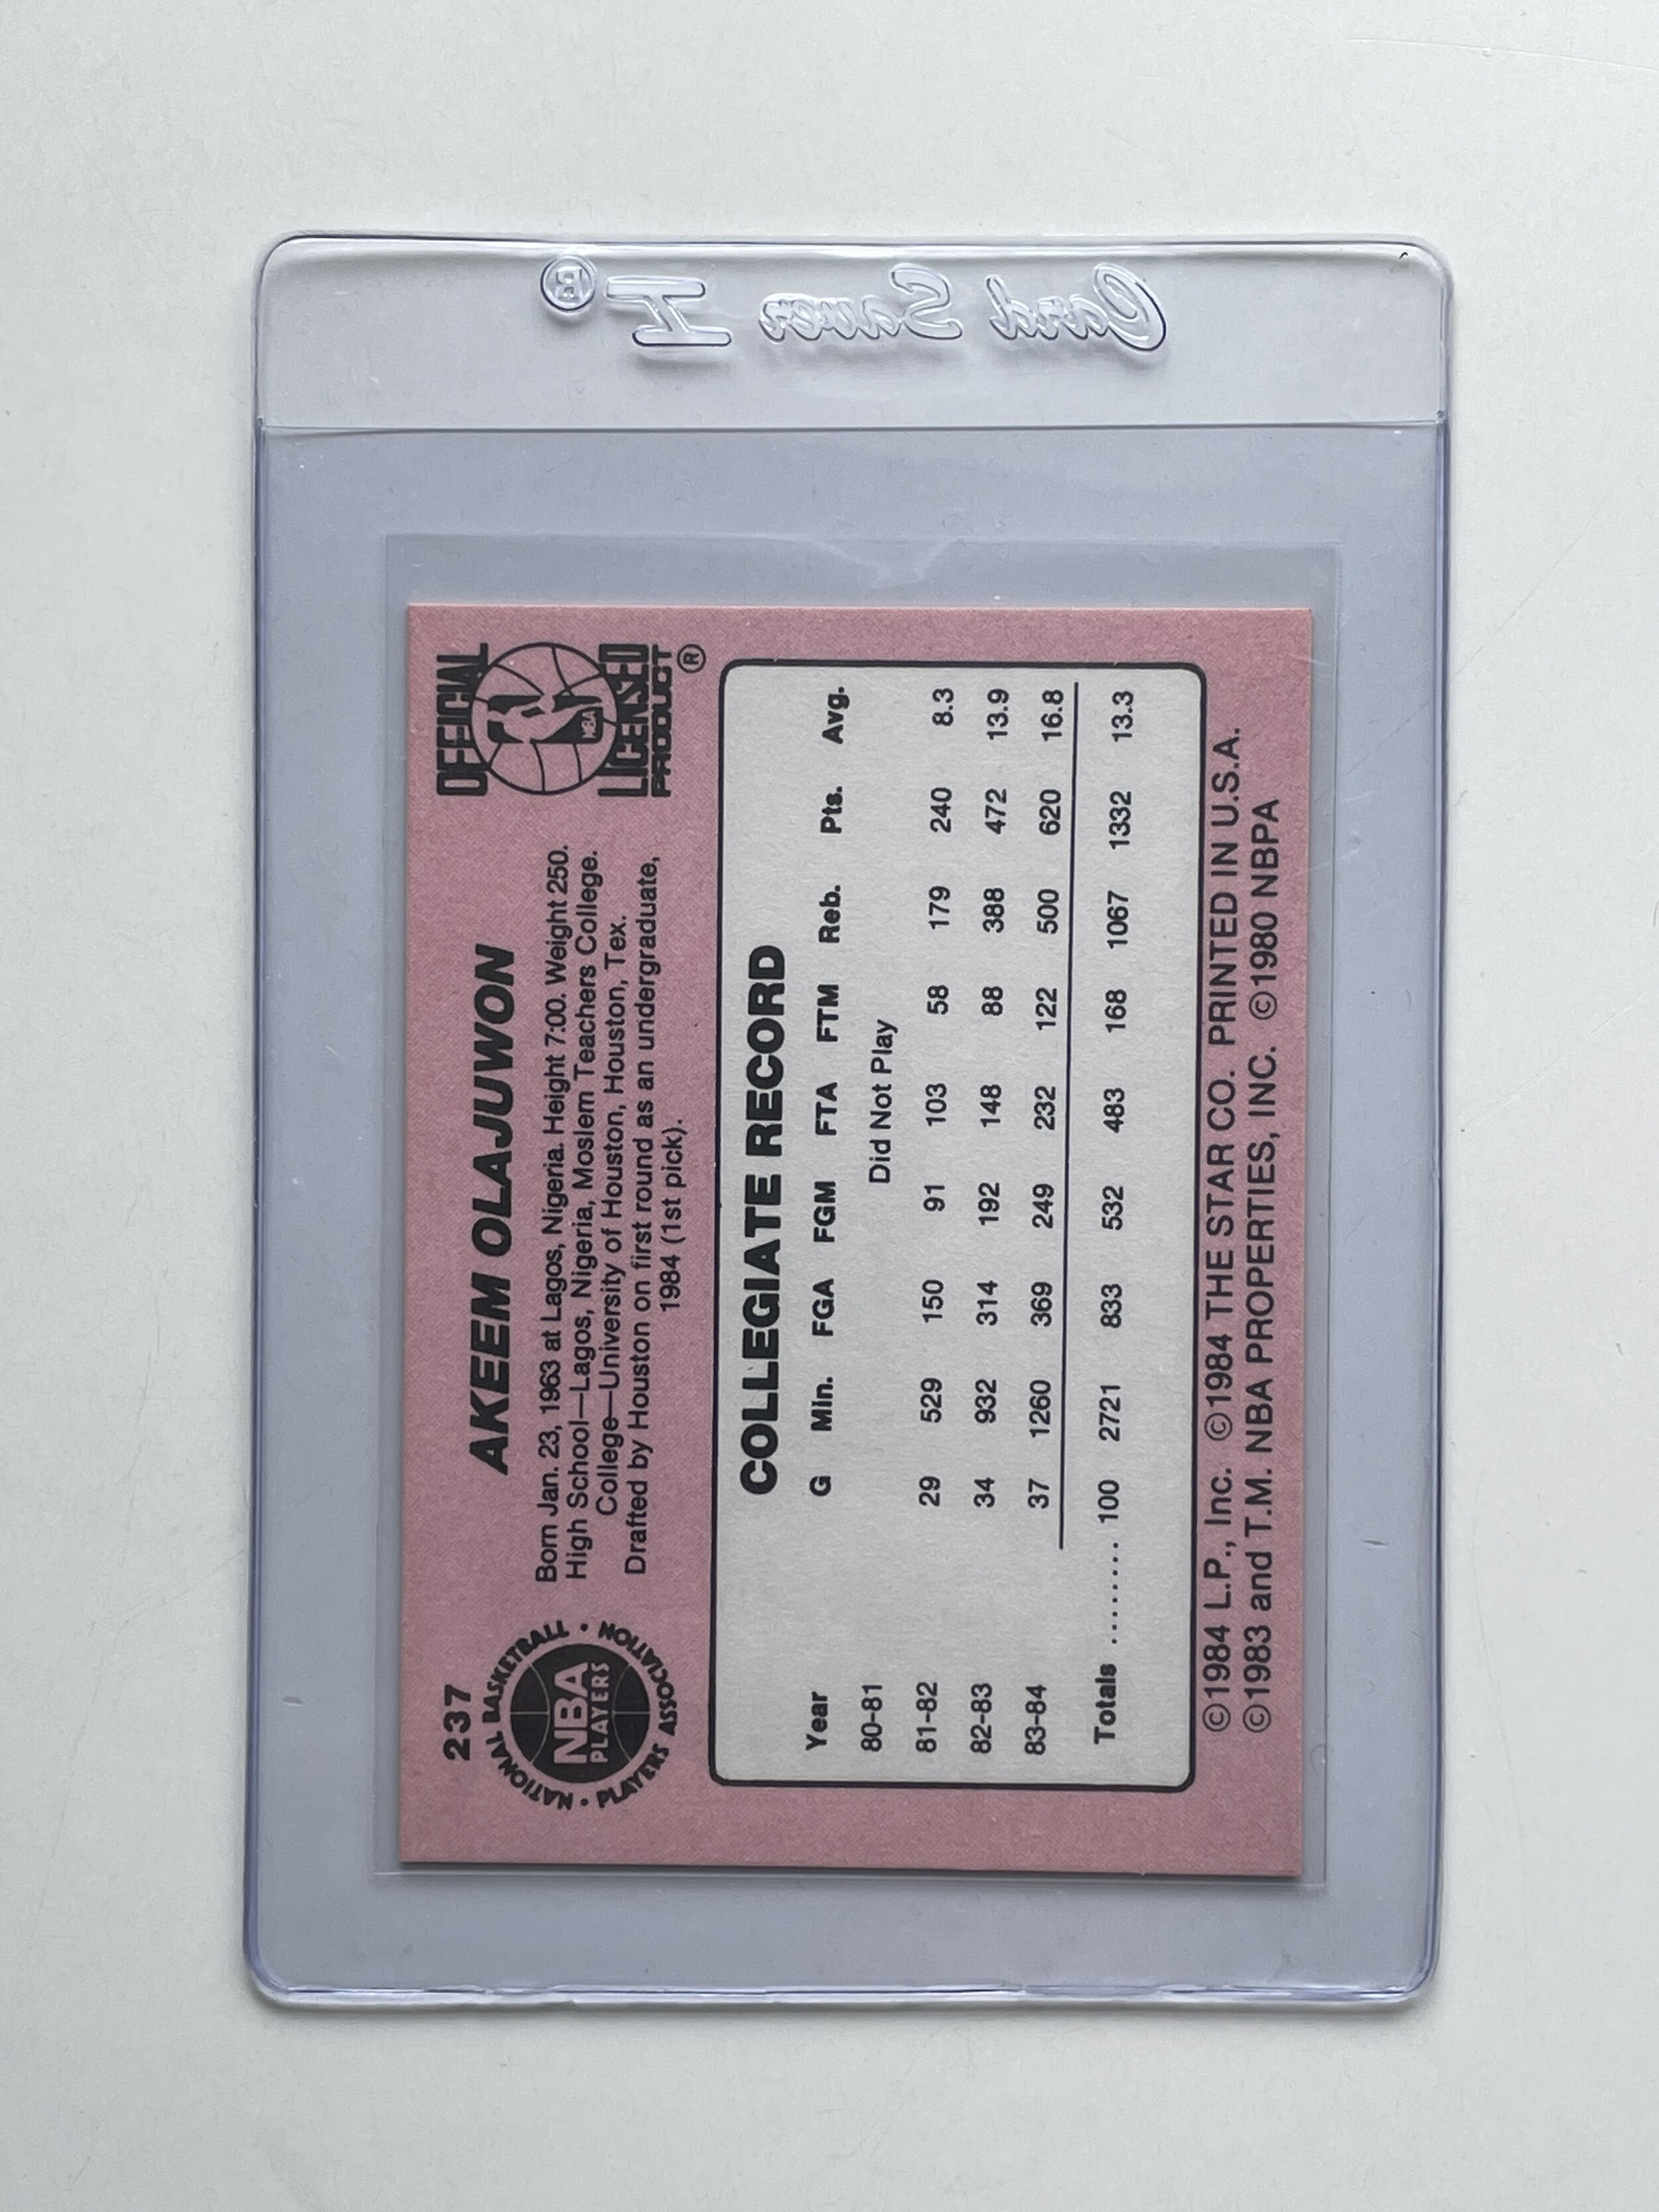 Card Saver I®
237
AKEEM OLAJUWON
NATIONAL BASKETBALL • PLAYERS ASSOCIATION •
NBA
PLAYERS
Born Jan. 23, 1963 at Lagos, Nigeria. Height 7:00. Weight 250.
High School—Lagos, Nigeria, Moslem Teachers College.
College—University of Houston, Houston, Tex.
Drafted by Houston on first round as an undergraduate,
1984 (1st pick).
OFFICIAL
NBA
LICENSED
PRODUCT
®
COLLEGIATE RECORD
Year G Min. FGA FGM FTA FTM Reb. Pts. Avg.
80-81 Did Not Play
81-82 29 529 150 91 103 58 179 240 8.3
82-83 34 932 314 192 148 88 388 472 13.9
83-84 37 1260 369 249 232 122 500 620 16.8
Totals ........ 100 2721 833 532 483 168 1067 1332 13.3
©1984 L.P., Inc. ©1984 THE STAR CO. PRINTED IN U.S.A.
©1983 and T.M. NBA PROPERTIES, INC. ©1980 NBPA